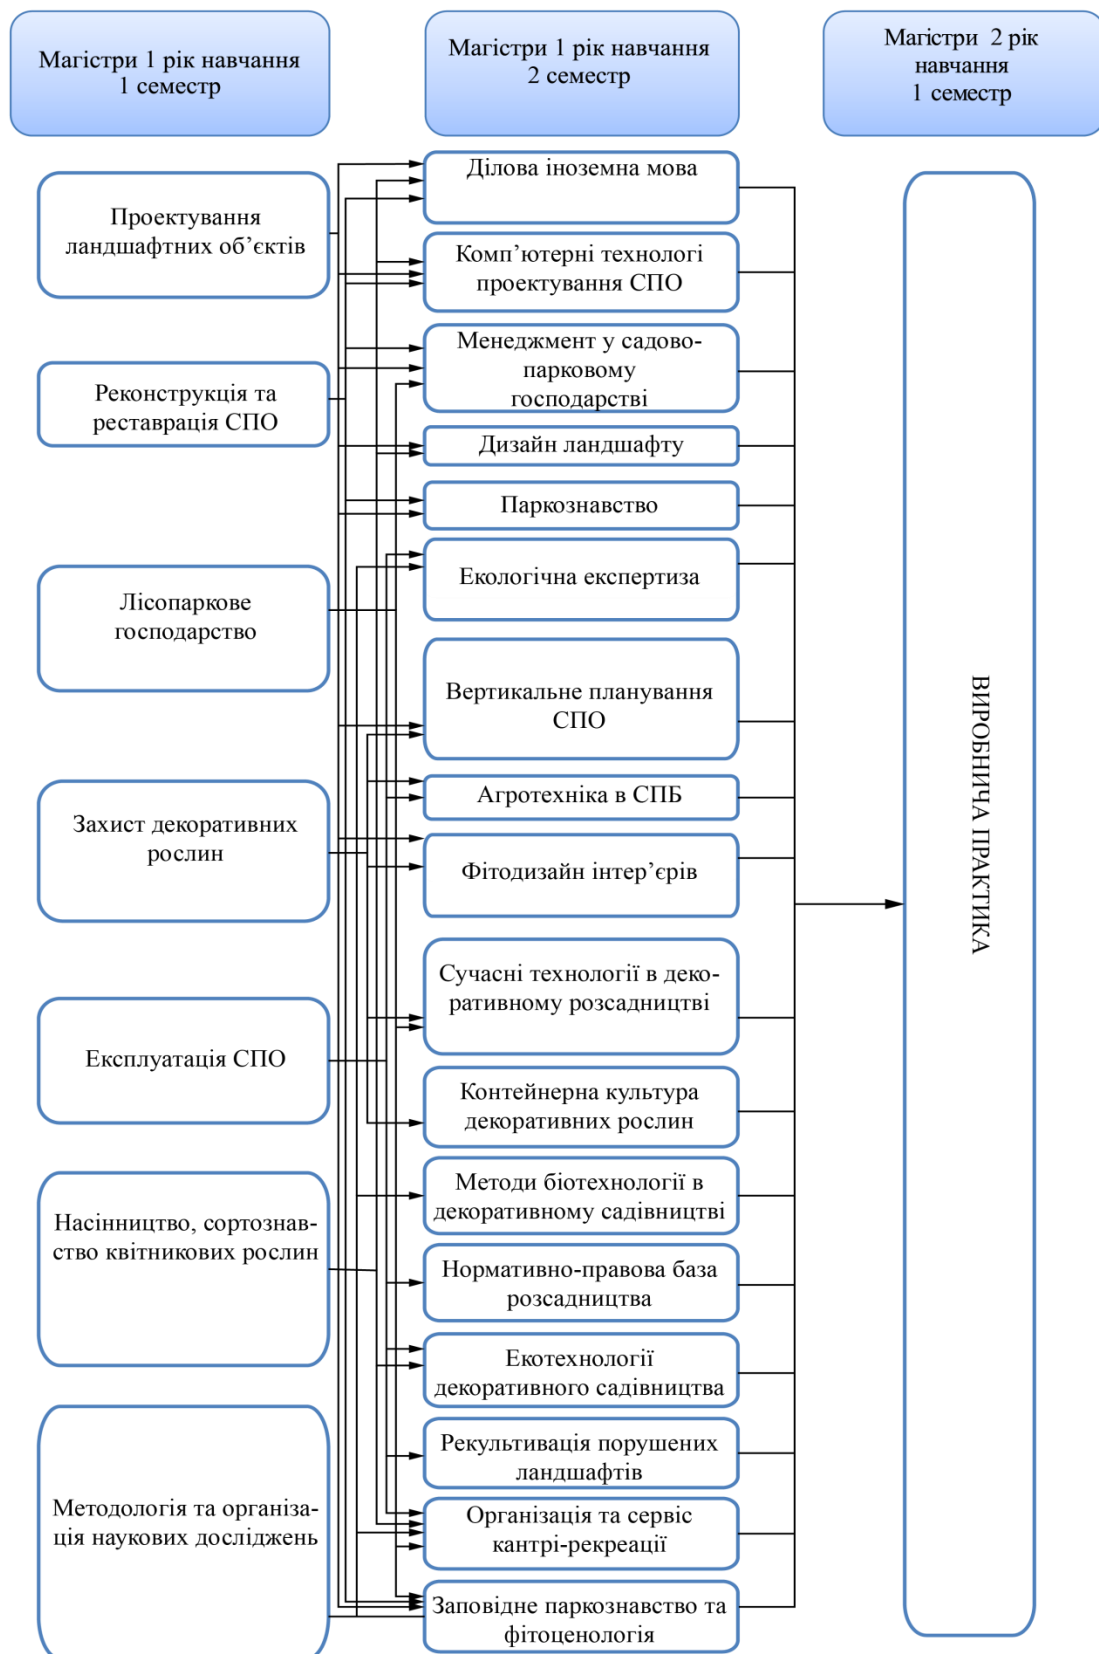 Магістри 1 рік навчання
1 семестр
Магістри 1 рік навчання
2 семестр
Магістри 2 рік
навчання
1 семестр
Проектування
ландшафтних об’єктів
Реконструкція та
реставрація СПО
Лісопаркове
господарство
Захист декоративних
рослин
Експлуатація СПО
Насінництво, сортознав-
ство квітникових рослин
Методологія та організа-
ція наукових досліджень
Ділова іноземна мова
Комп’ютерні технологі
проектування СПО
Менеджмент у садово-
парковому
господарстві
Дизайн ландшафту
Паркознавство
Екологічна експертиза
Вертикальне планування
СПО
Агротехніка в СПБ
Фітодизайн інтер’єрів
Сучасні технології в деко-
ративному розсадництві
Контейнерна культура
декоративних рослин
Методи біотехнології в
декоративному садівництві
Нормативно-правова база
розсадництва
Екотехнології
декоративного садівництва
Рекультивація порушених
ландшафтів
Організація та сервіс
кантрі-рекреації
Заповідне паркознавство та
фітоценологія
ВИРОБНИЧА ПРАКТИКА